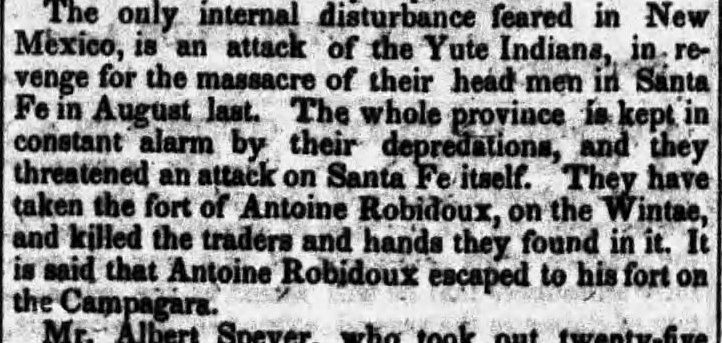 The only internal disturbance feared in New
Mexico, is an attack of the Yute Indians, in re-
venge for the massacre of their head men in Santa
Fe in August last. The whole province is kept in
constant alarm by their depredations, and they
threatened an attack on Santa Fe itself. They have
taken the fort of Antoine Robidoux, on the Wintae,
and killed the traders and hands they found in it. It
is said that Antoine Robidoux escaped to his fort on
the Campagara.
Mr. Albert Speyer, who took out twenty-five